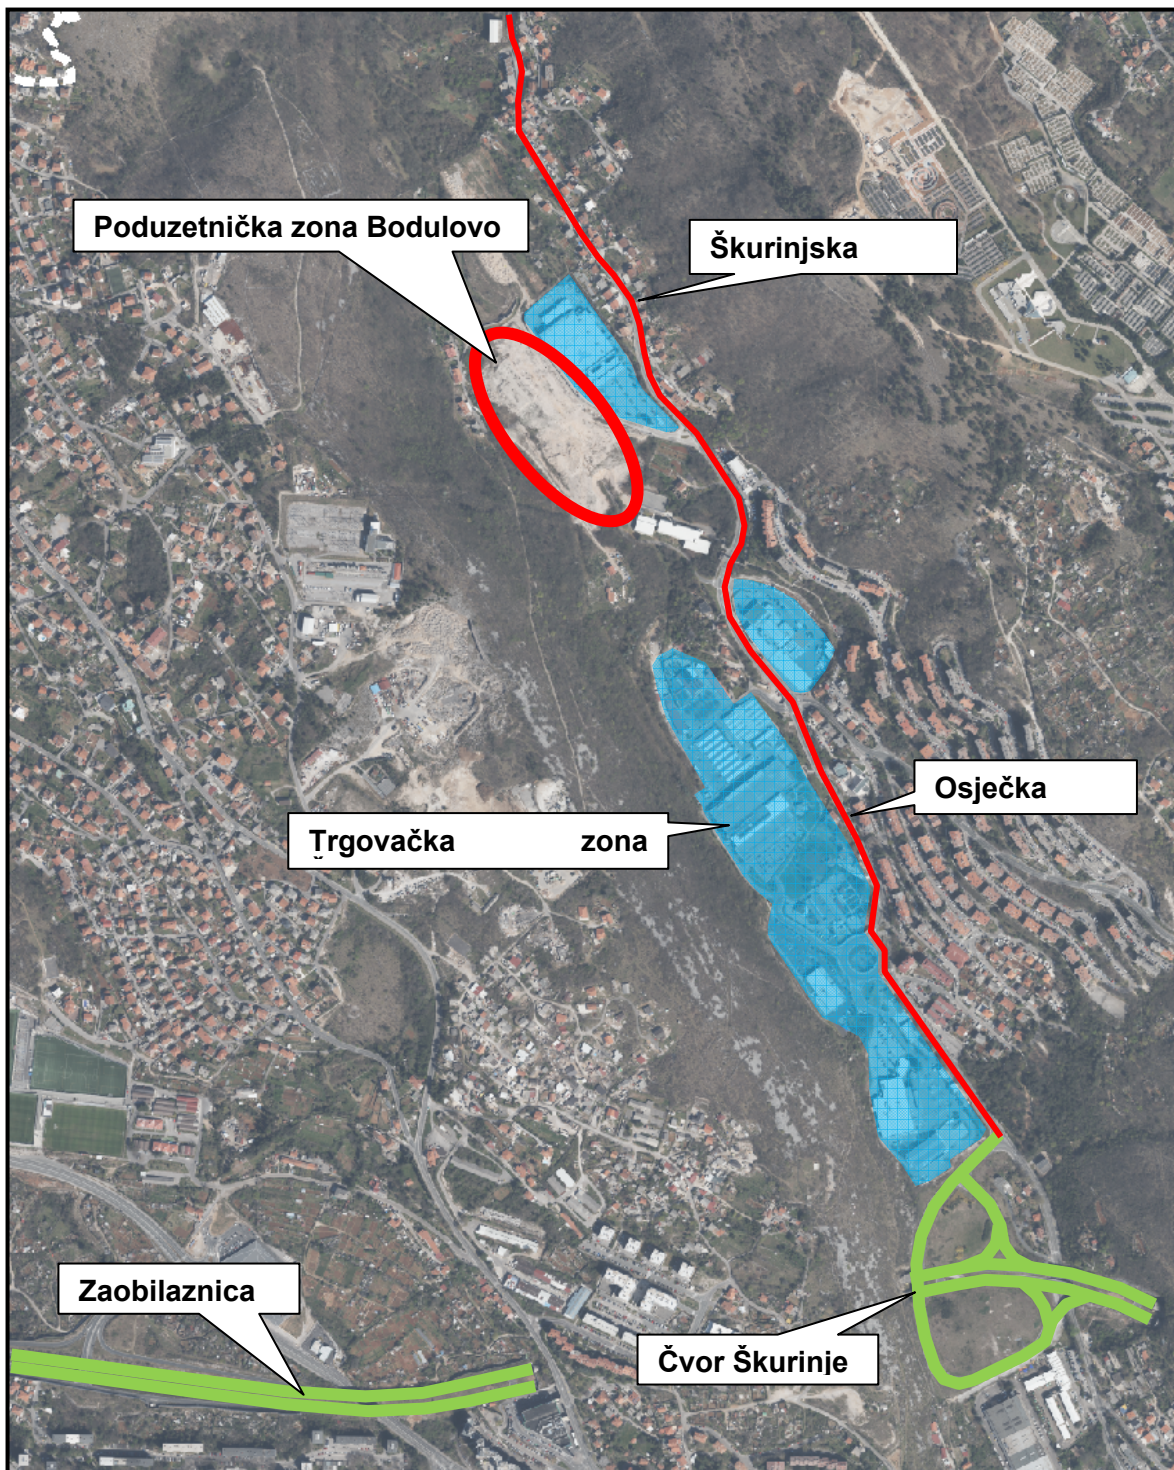 Poduzetnička zona Bodulovo
Škurinjska
Osječka
Trgovačka zona
Zaobilaznica
Čvor Škurinje